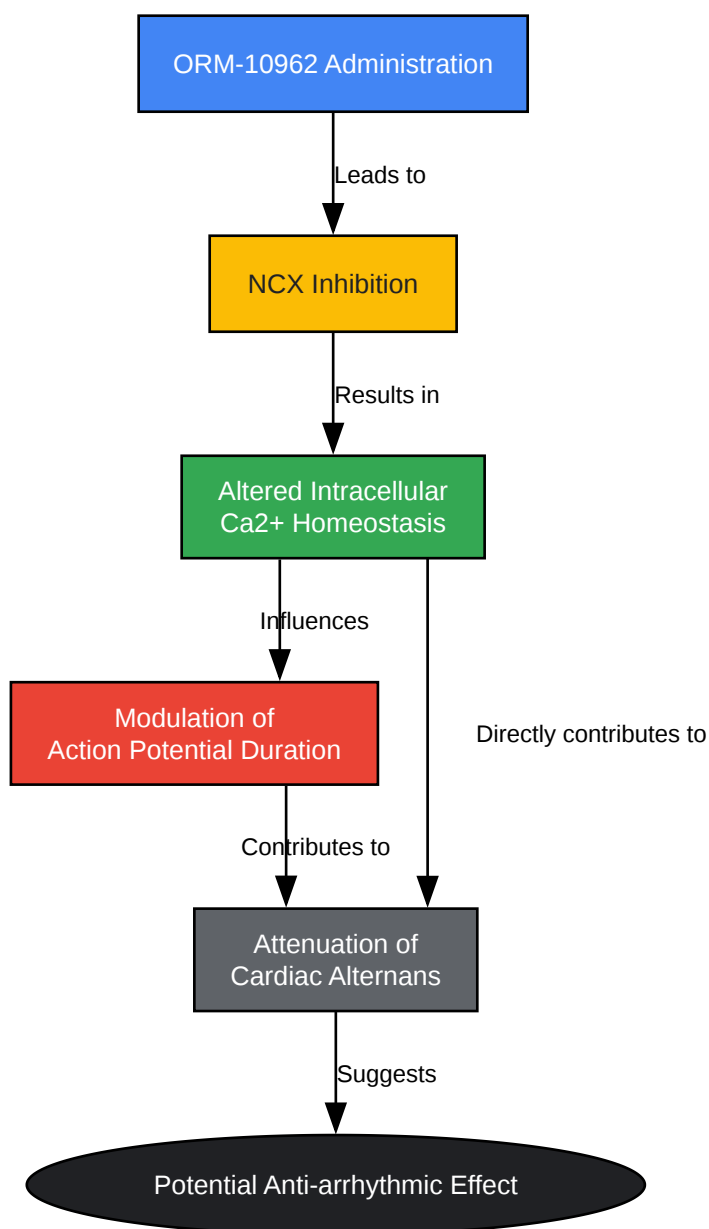 ORM-10962 Administration
Leads to
NCX Inhibition
Results in
Altered Intracellular
Ca2+ Homeostasis
Influences
Modulation of
Action Potential Duration
Directly contributes to
Contributes to
Attenuation of
Cardiac Alternans
Suggests
Potential Anti-arrhythmic Effect